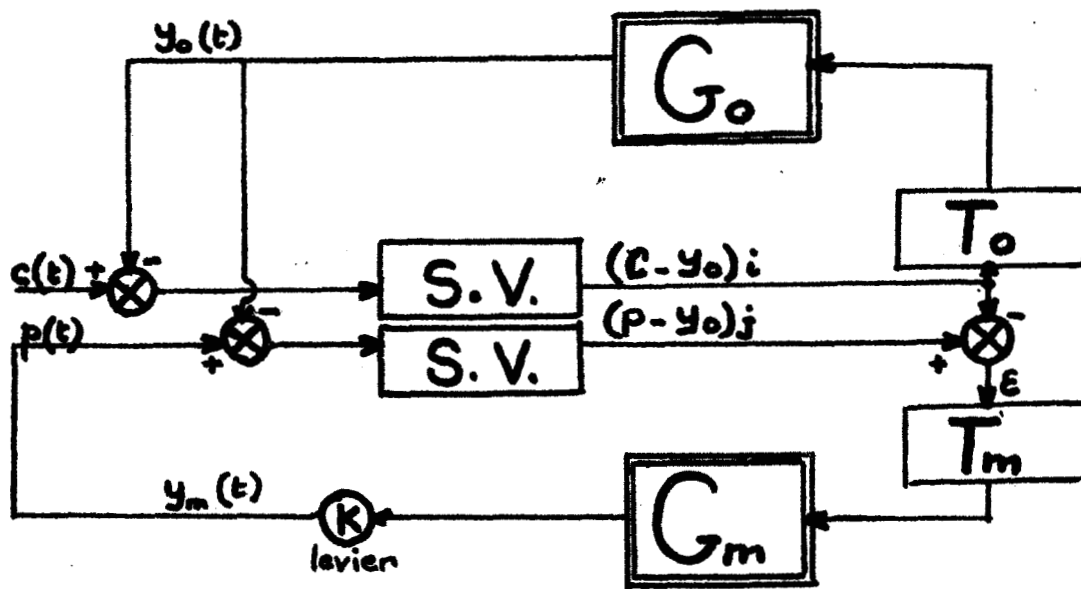 y₀(t)
G₀
T₀
c(t) + -
S.V.
(C-y₀)i
-
p(t) + -
S.V.
(P-y₀)j
+
ε
Tm
ym(t)
K
levier
Gm